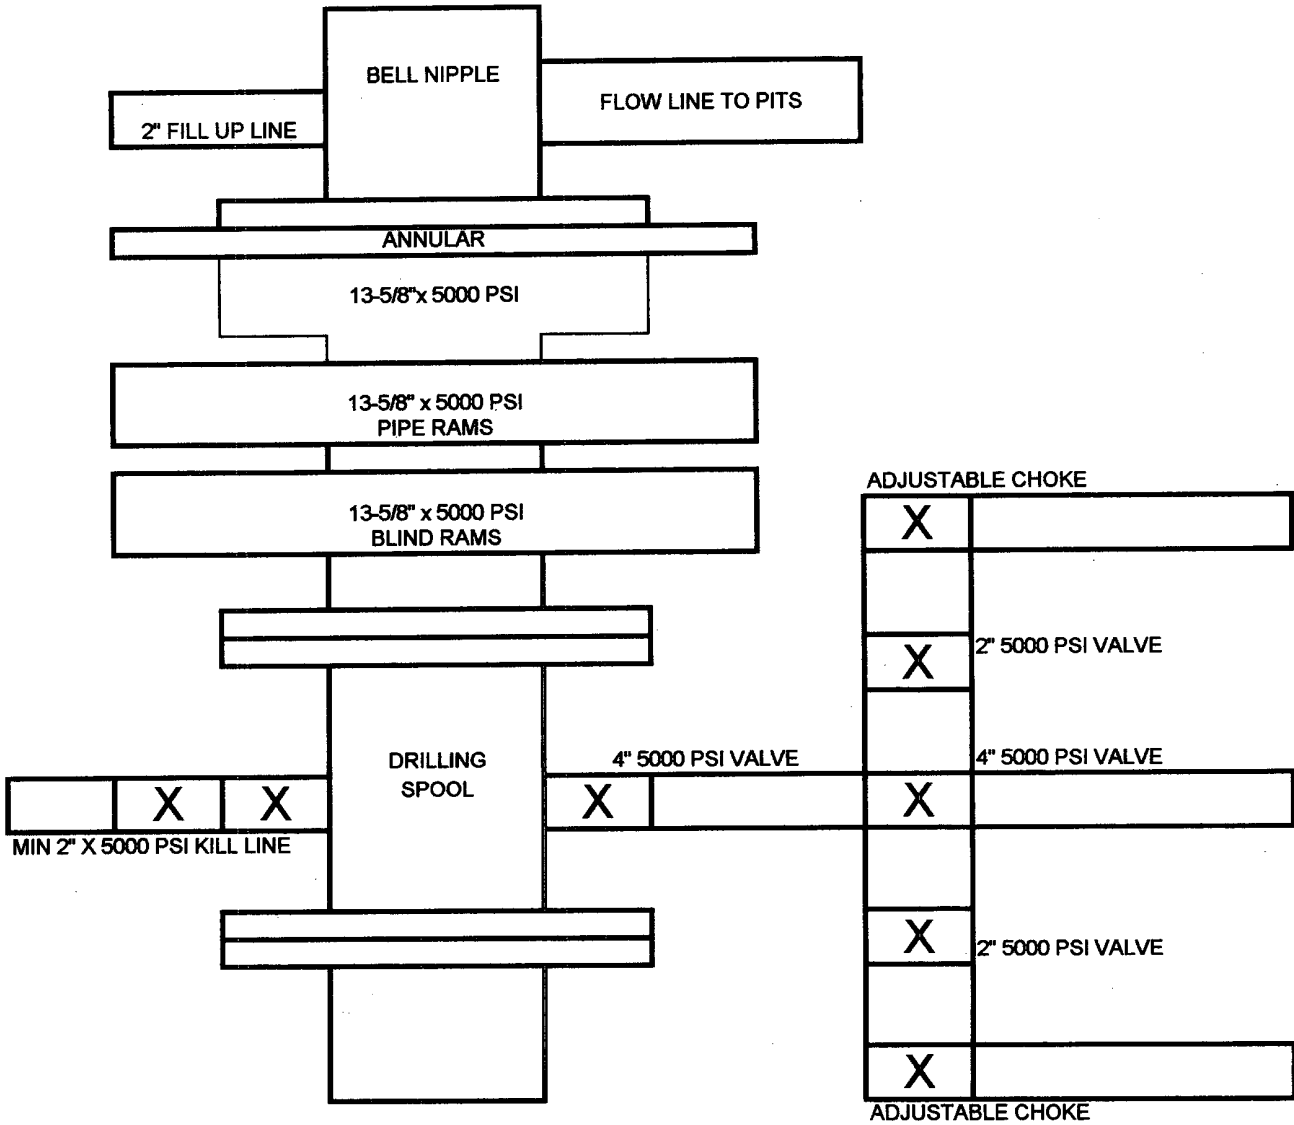 BELL NIPPLE
FLOW LINE TO PITS
2" FILL UP LINE
ANNULAR
13-5/8"x 5000 PSI
13-5/8" x 5000 PSI
PIPE RAMS
13-5/8" x 5000 PSI
BLIND RAMS
ADJUSTABLE CHOKE
X
X
2" 5000 PSI VALVE
DRILLING
SPOOL
4" 5000 PSI VALVE
4" 5000 PSI VALVE
X
X
X
X
MIN 2" X 5000 PSI KILL LINE
X
2" 5000 PSI VALVE
X
ADJUSTABLE CHOKE